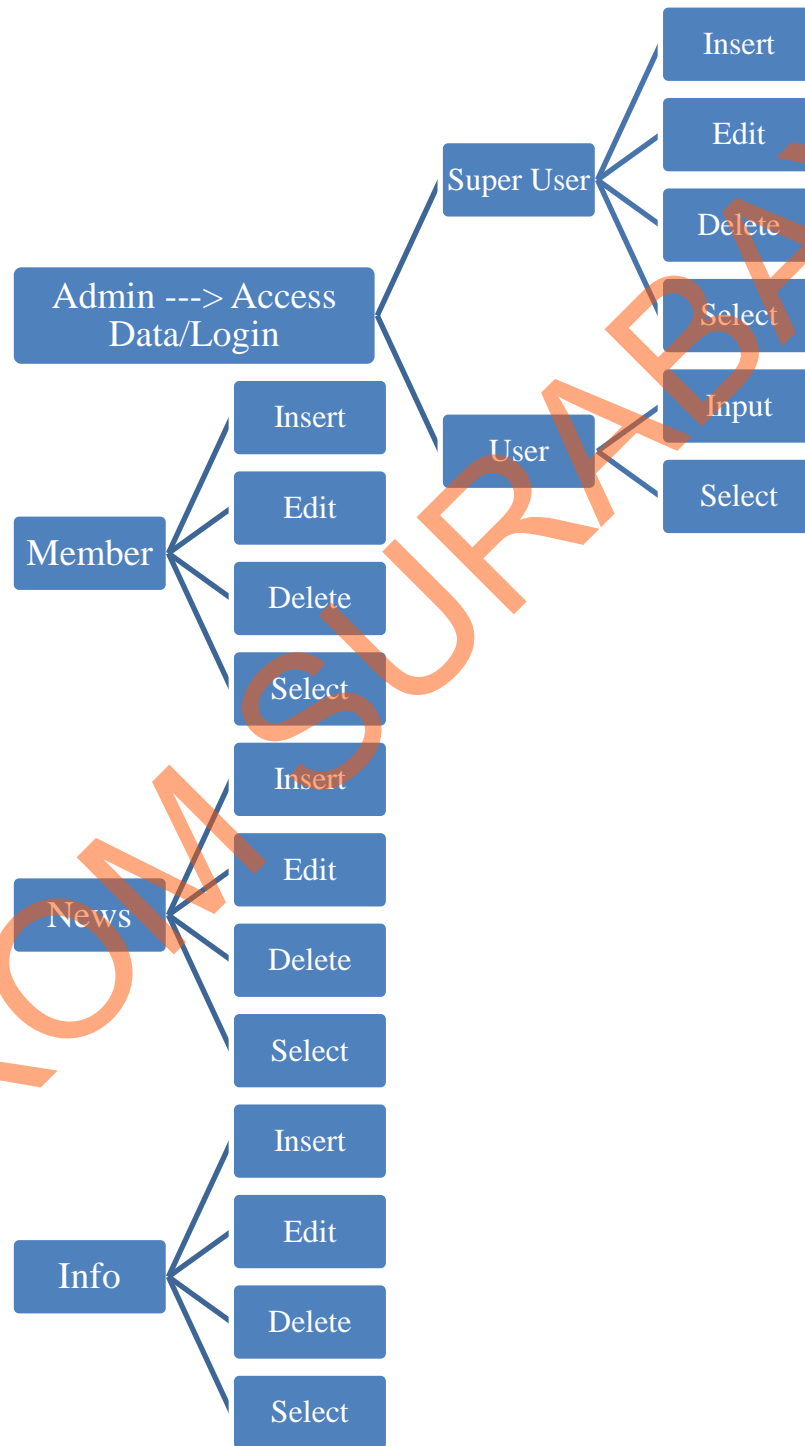 Admin ---> Access
Data/Login
Super User
Insert
Edit
Delete
Select
User
Input
Select
Member
Insert
Edit
Delete
Select
News
Insert
Edit
Delete
Select
Info
Insert
Edit
Delete
Select
SURABA